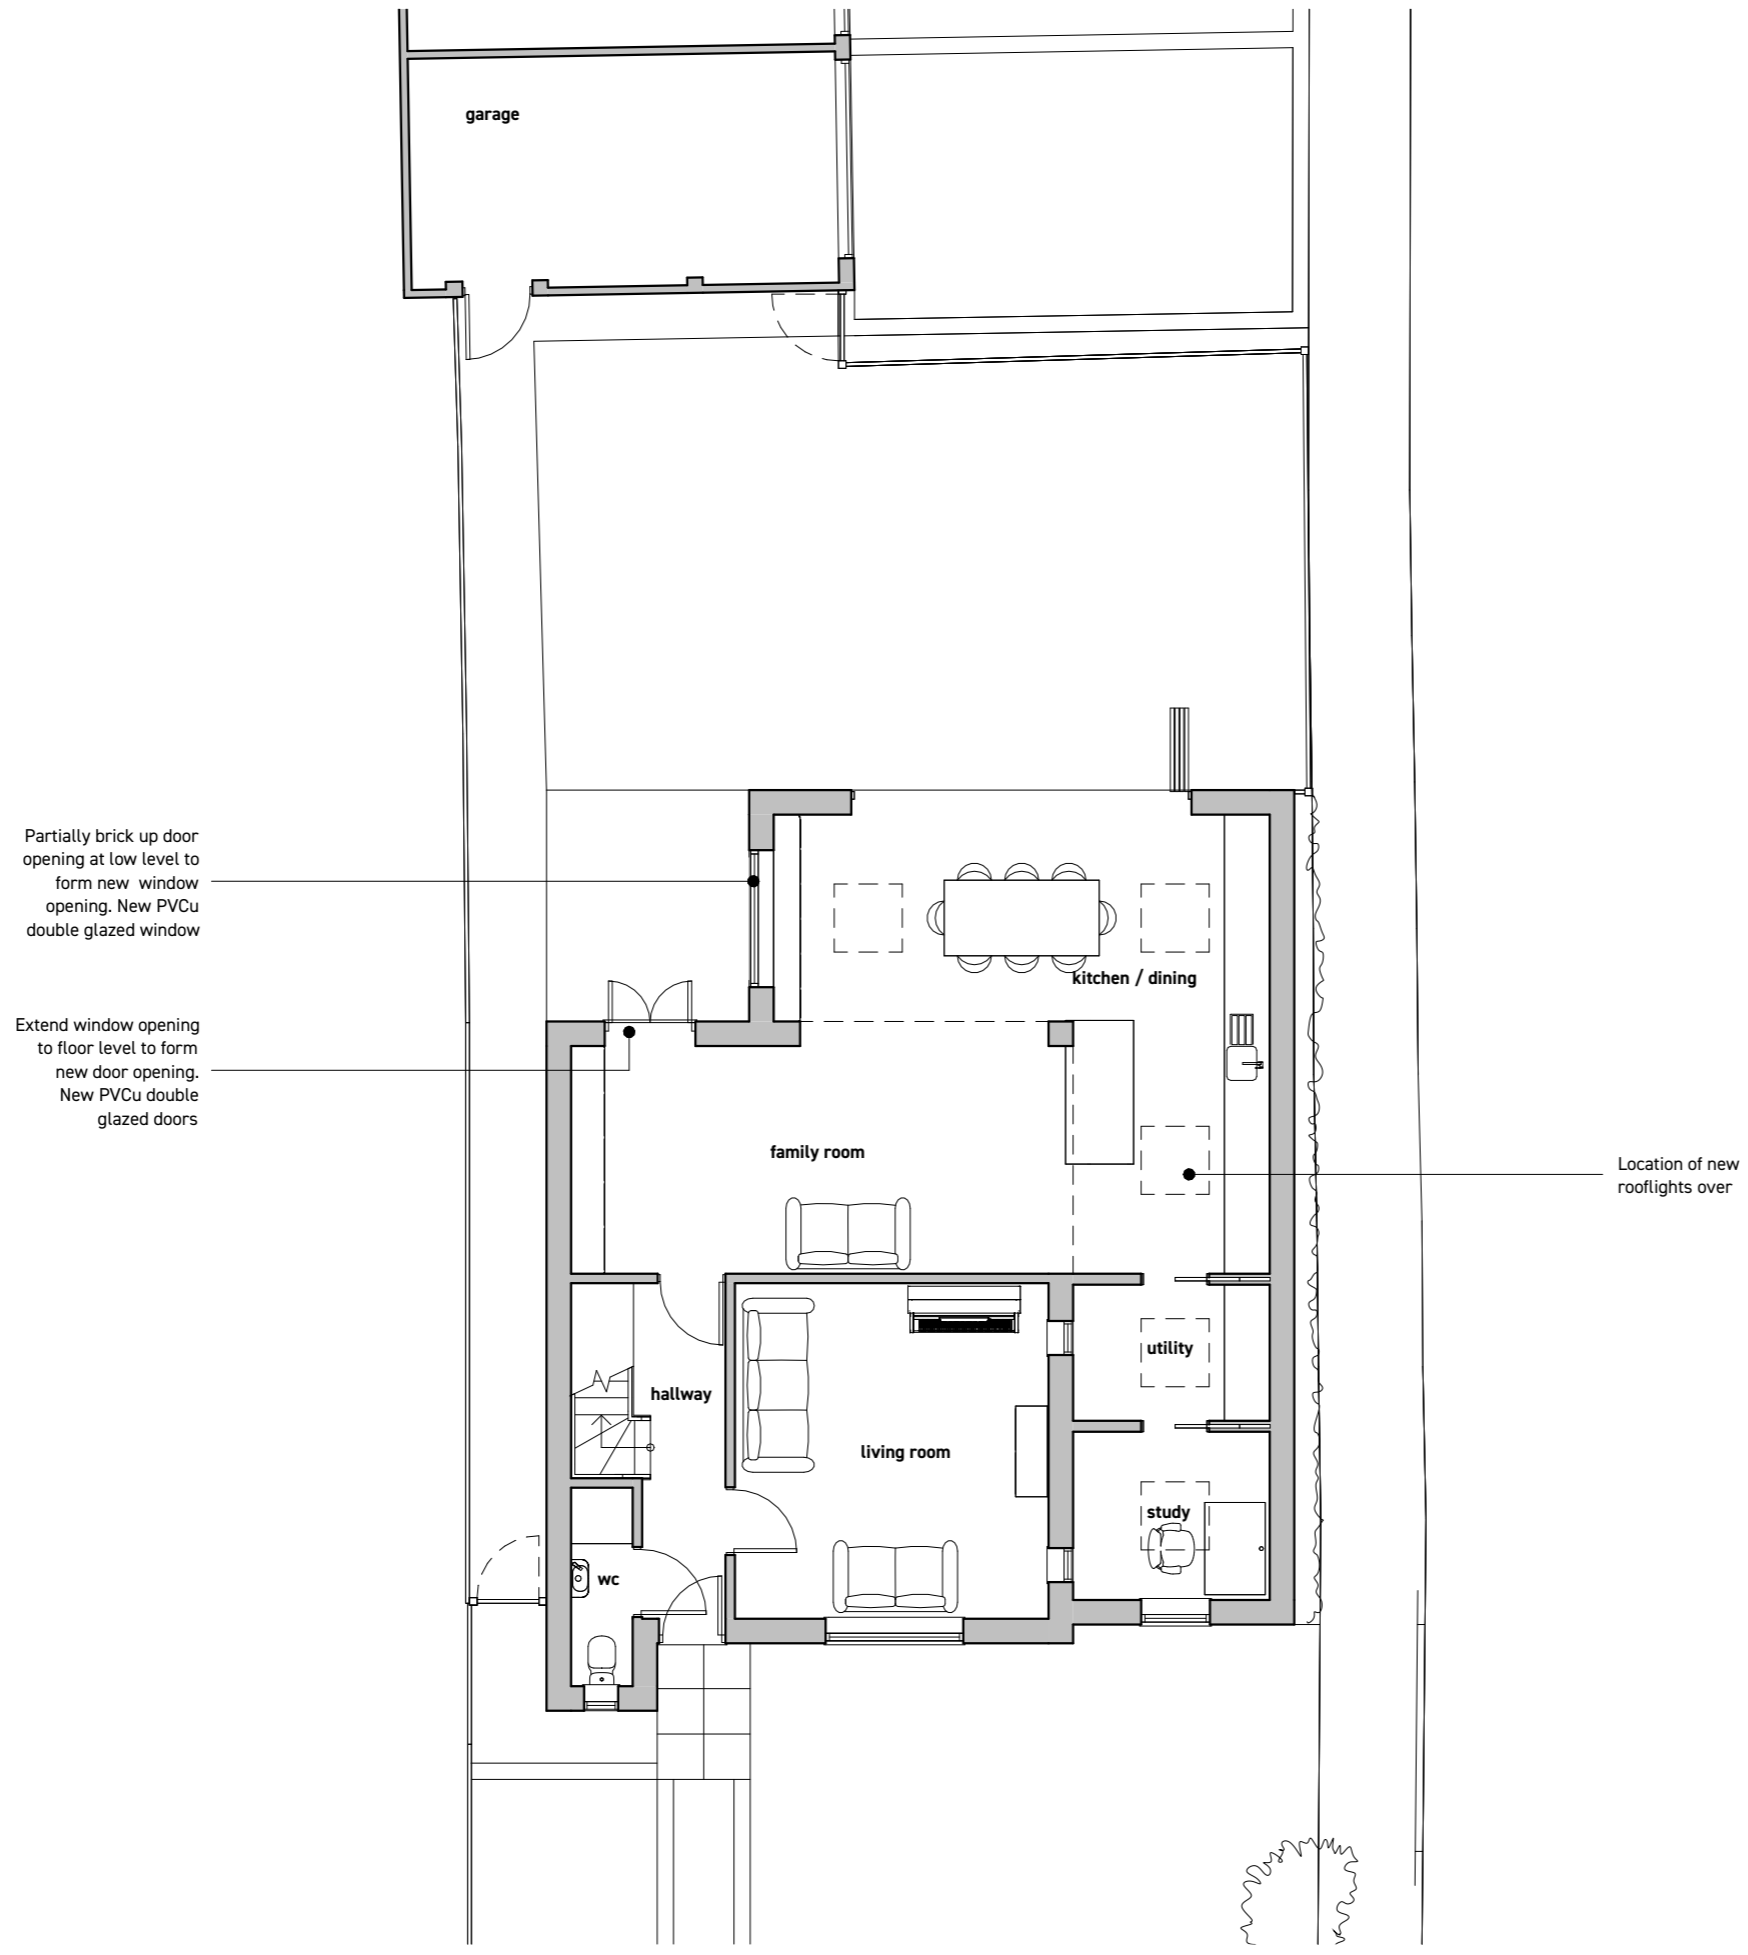 garage
Partially brick up door
opening at low level to
form new window
opening. New PVCu
double glazed window
kitchen / dining
Extend window opening
to floor level to form
new door opening.
New PVCu double
glazed doors
family room
Location of new
rooflights over
utility
hallway
living room
study
wc